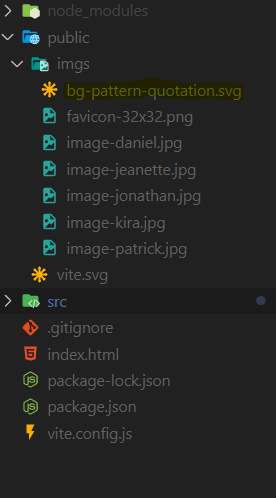 node_modules
public
imgs
bg-pattern-quotation.svg
favicon-32x32.png
image-daniel.jpg
image-jeanette.jpg
image-jonathan.jpg
image-kira.jpg
image-patrick.jpg
vite.svg
src
.gitignore
index.html
package-lock.json
package.json
vite.config.js